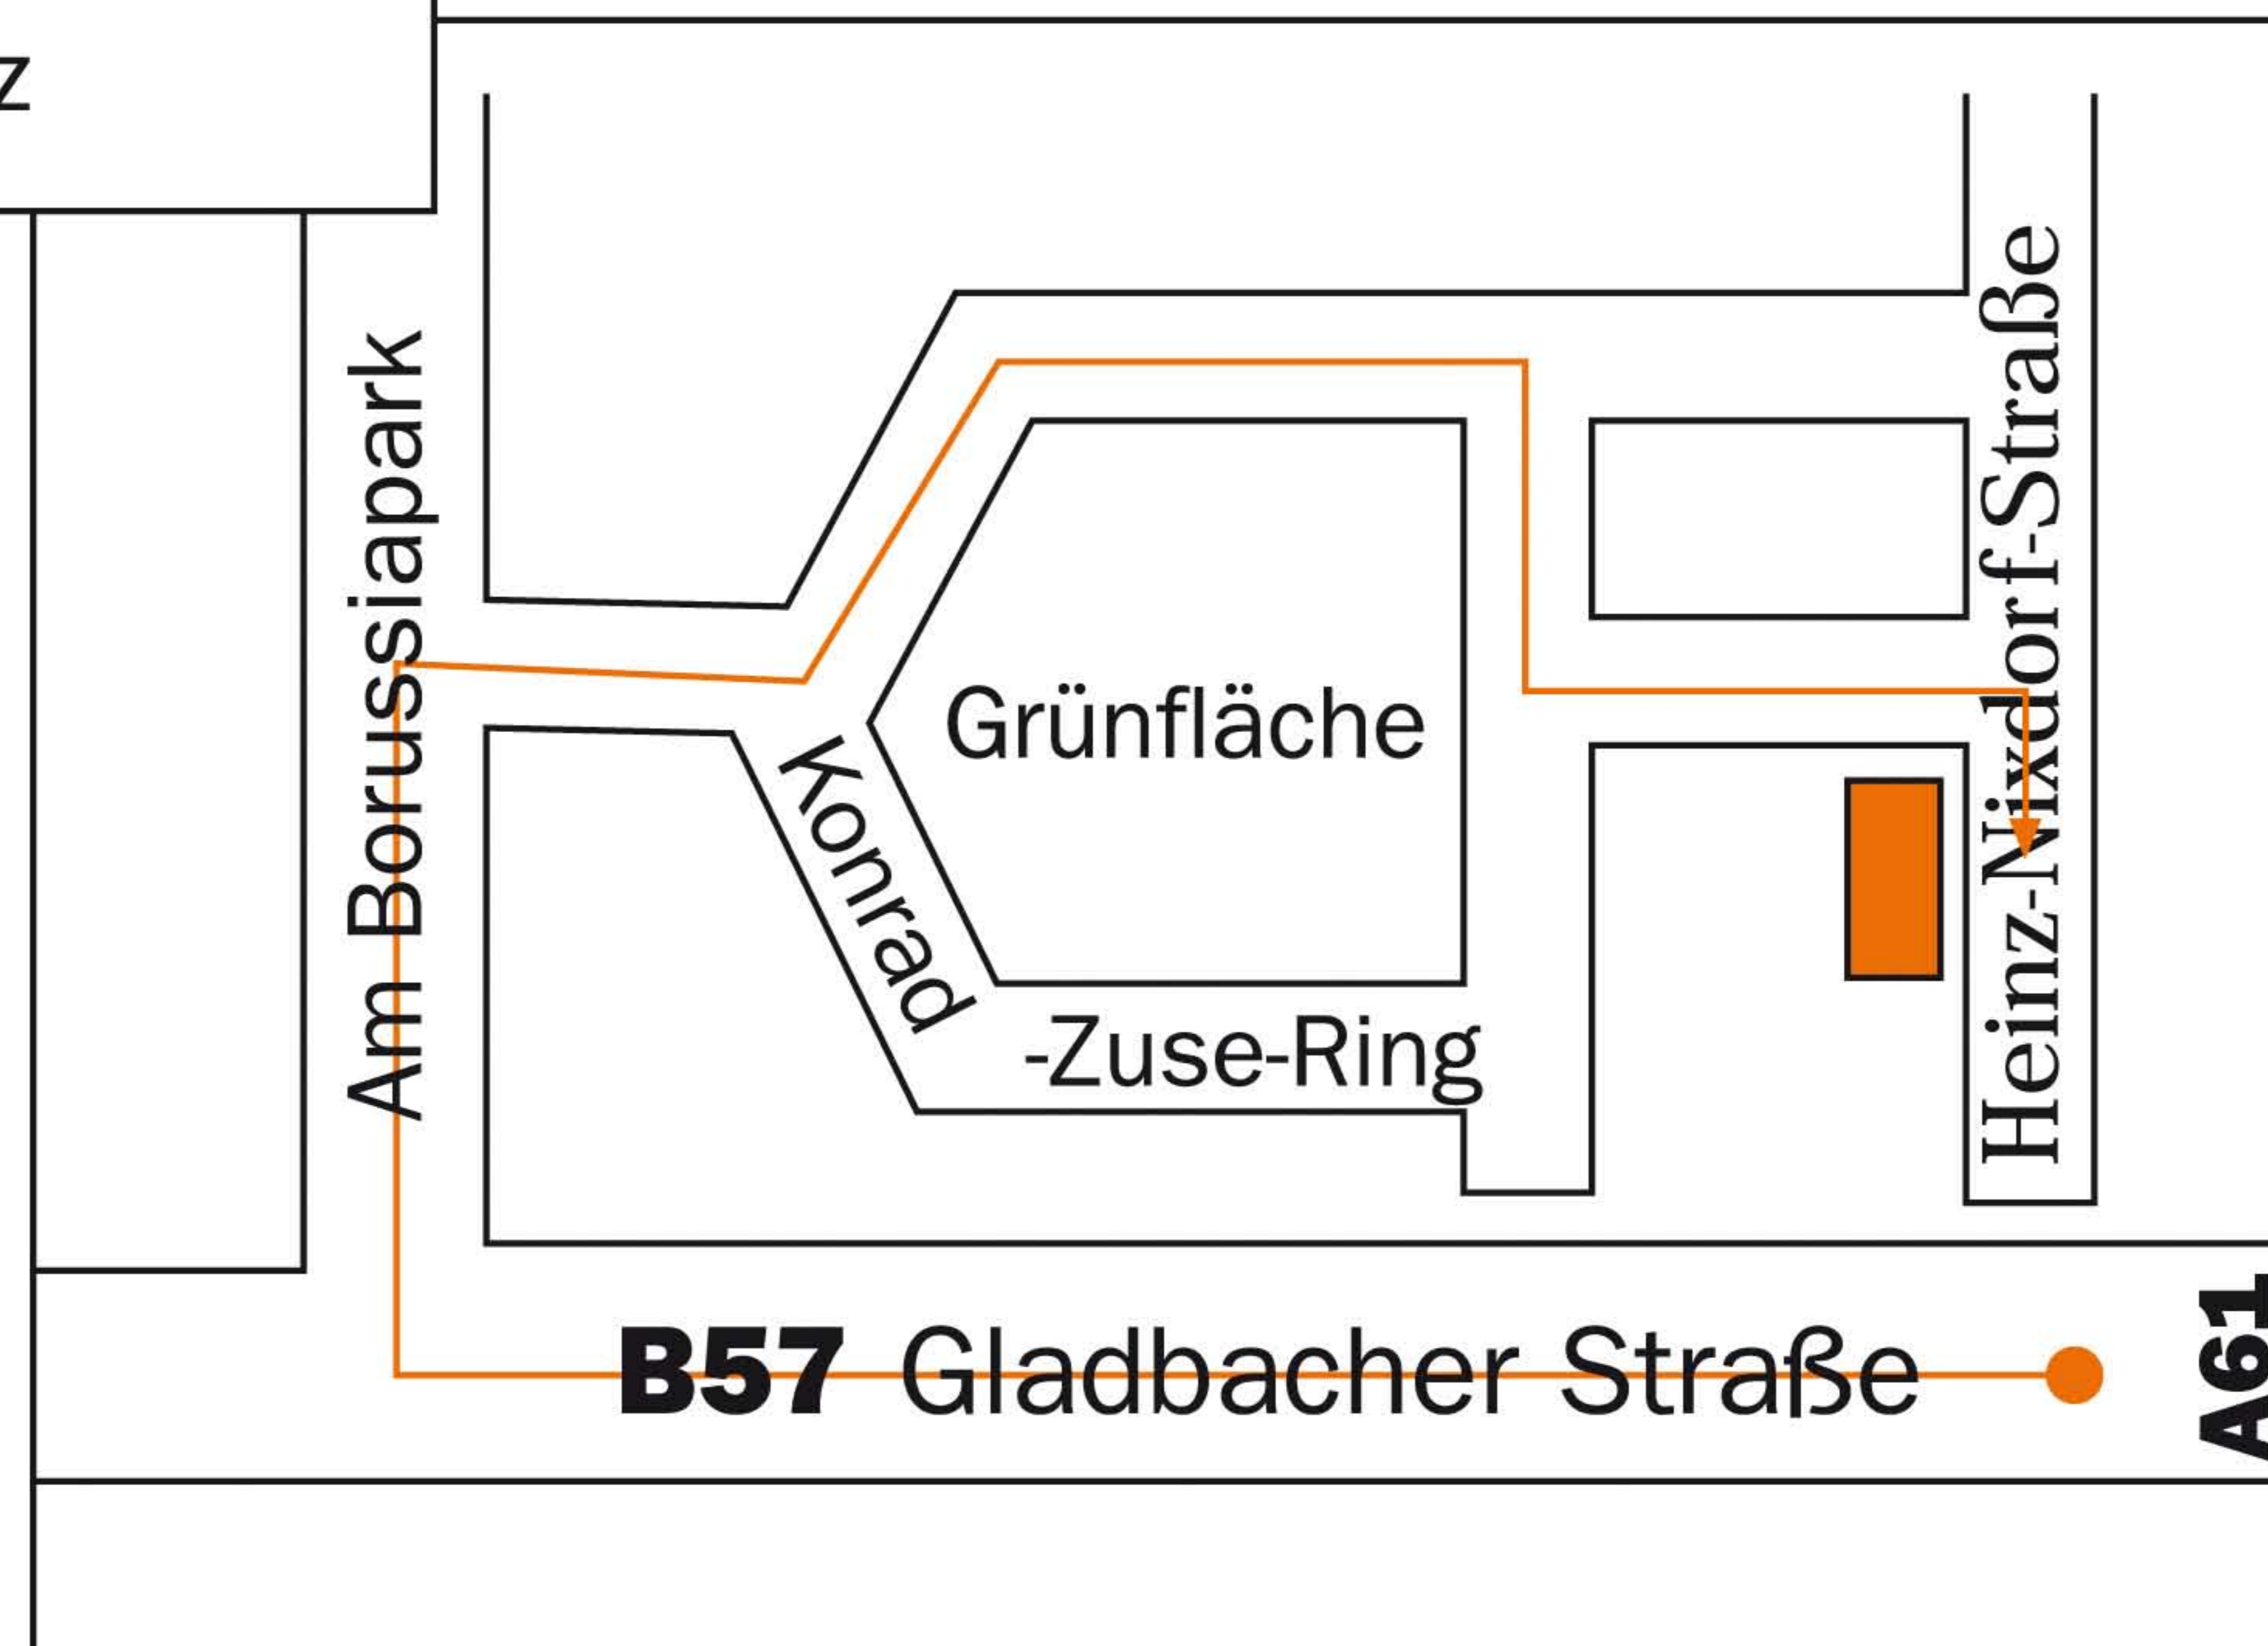 z
Am Borussiapark
Heinz-Nixdorf-Straße
Grünfläche
Konrad
-Zuse-Ring
B57 Gladbacher Straße
A61